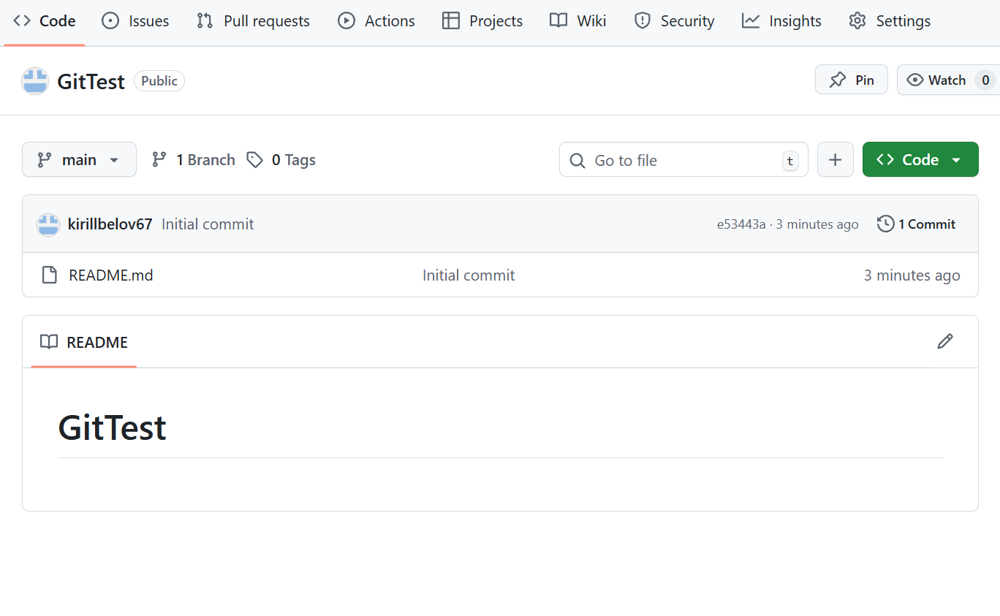 Code Issues Pull requests Actions Projects Wiki Security Insights Settings
GitTest Public Pin Watch 0
main 1 Branch 0 Tags Go to file t + Code
kirillbelov67 Initial commit e53443a · 3 minutes ago 1 Commit
README.md Initial commit 3 minutes ago
README
GitTest